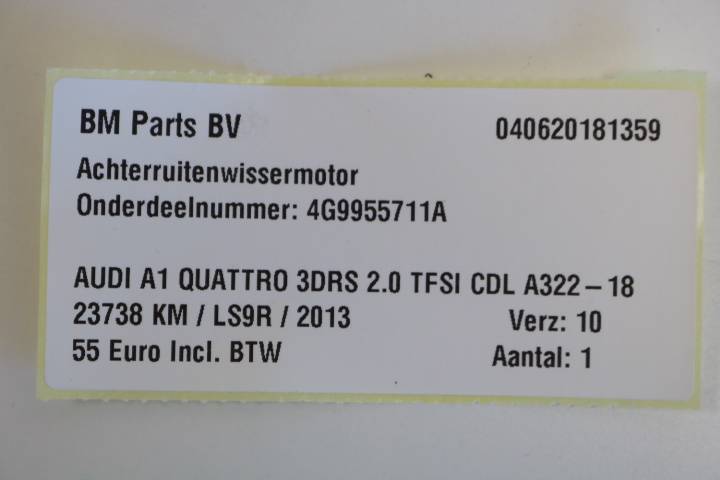 BM Parts BV 040620181359
Achterruitenwissermotor
Onderdeelnummer: 4G9955711A
AUDI A1 QUATTRO 3DRS 2.0 TFSI CDL A322-18
23738 KM / LS9R / 2013 Verz: 10
55 Euro Incl. BTW Aantal: 1